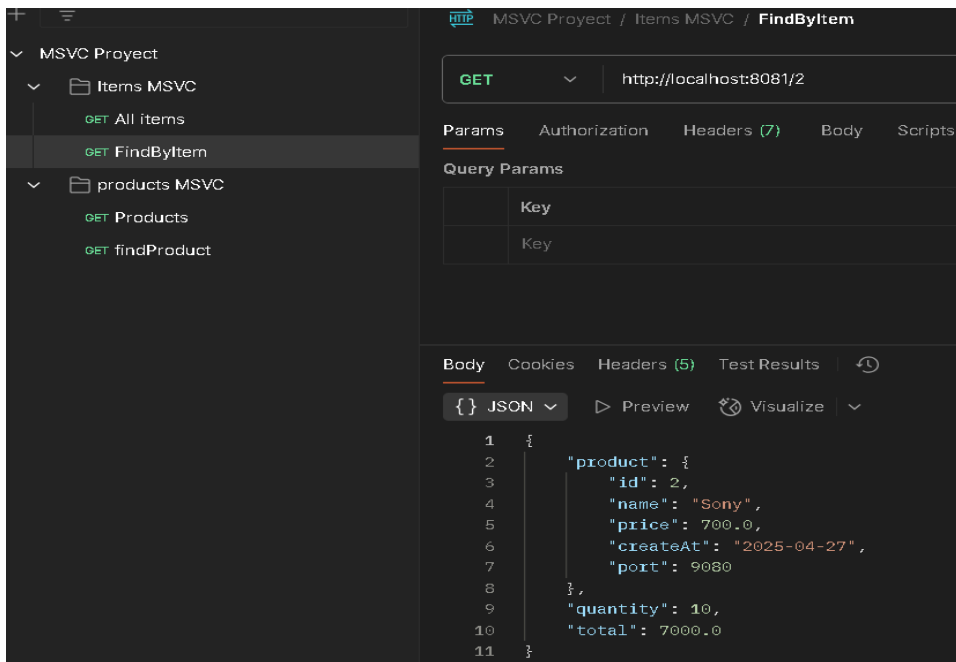 MSVC Proyect
Items MSVC
GET All items
GET FindByItem
products MSVC
GET Products
GET findProduct
HTTP MSVC Proyect / Items MSVC / FindByItem
GET http://localhost:8081/2
Params Authorization Headers (7) Body Scripts
Query Params
Key
Key
Body Cookies Headers (5) Test Results
{} JSON Preview Visualize
1 {
2 "product": {
3 "id": 2,
4 "name": "Sony",
5 "price": 700.0,
6 "createAt": "2025-04-27",
7 "port": 9080
8 },
9 "quantity": 10,
10 "total": 7000.0
11 }